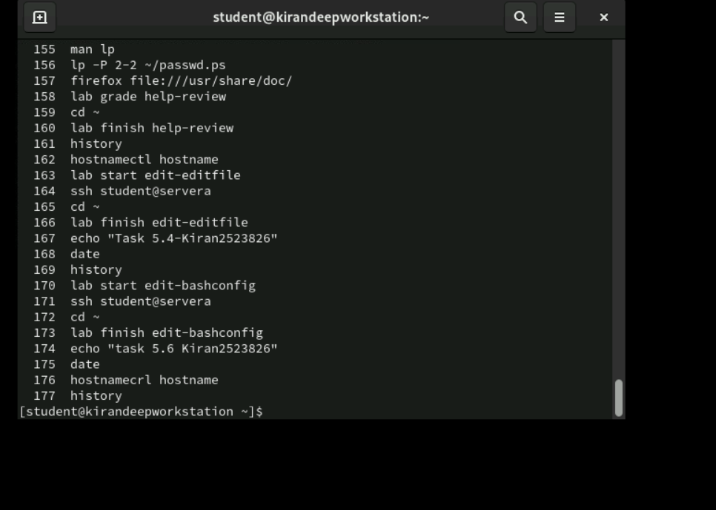 student@kirandeepworkstation:~
155 man lp
156 lp -P 2-2 ~/passwd.ps
157 firefox file:///usr/share/doc/
158 lab grade help-review
159 cd ~
160 lab finish help-review
161 history
162 hostnamectl hostname
163 lab start edit-editfile
164 ssh student@servera
165 cd ~
166 lab finish edit-editfile
167 echo "Task 5.4-Kiran2523826"
168 date
169 history
170 lab start edit-bashconfig
171 ssh student@servera
172 cd ~
173 lab finish edit-bashconfig
174 echo "task 5.6 Kiran2523826"
175 date
176 hostnamecrl hostname
177 history
[student@kirandeepworkstation ~]$